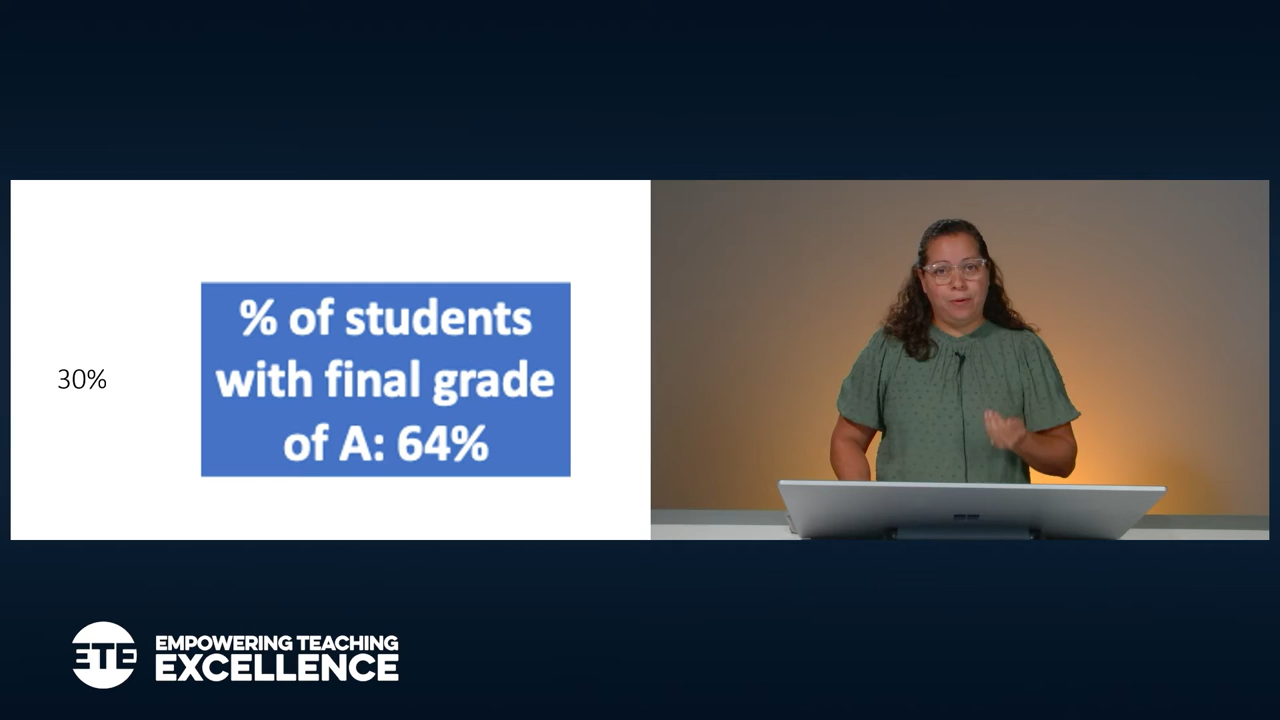 30%
% of students
with final grade
of A: 64%
ETE
EMPOWERING TEACHING
EXCELLENCE